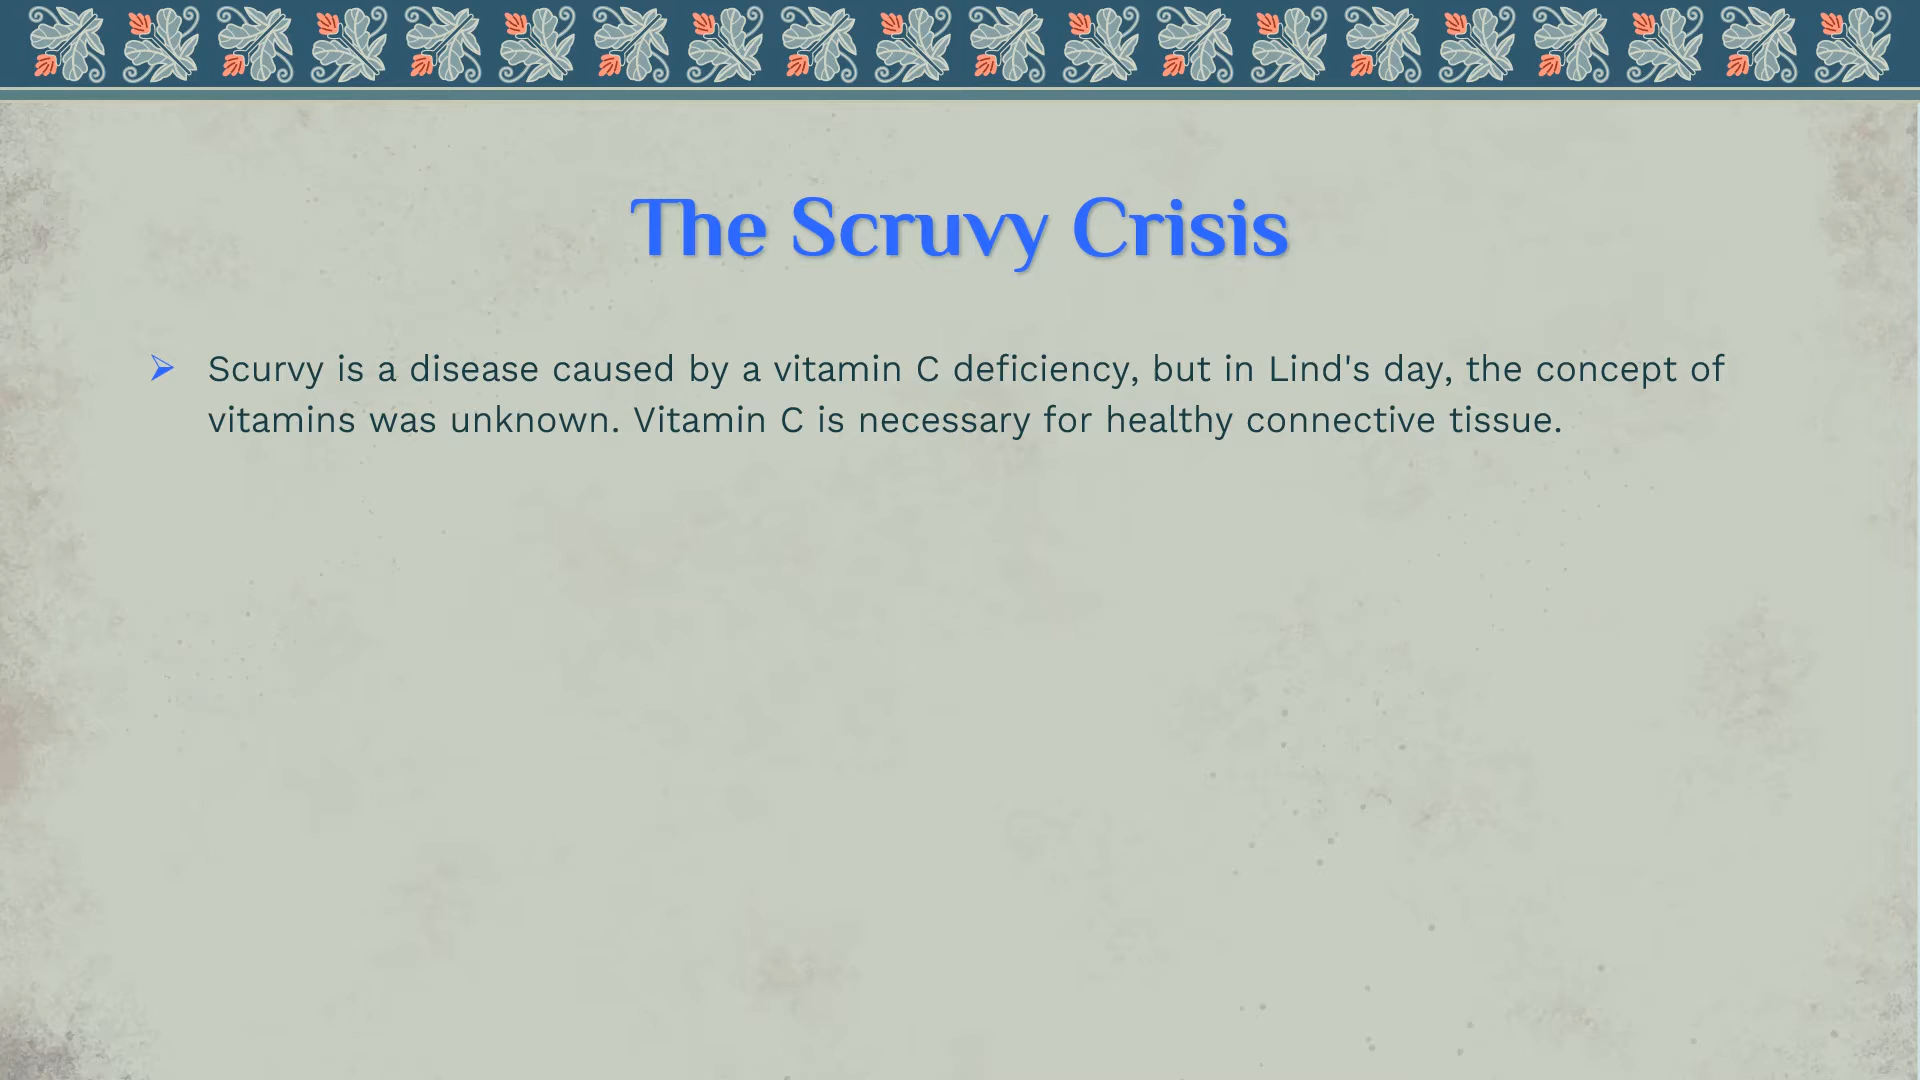 The Scruvy Crisis
➢ Scurvy is a disease caused by a vitamin C deficiency, but in Lind's day, the concept of
vitamins was unknown. Vitamin C is necessary for healthy connective tissue.